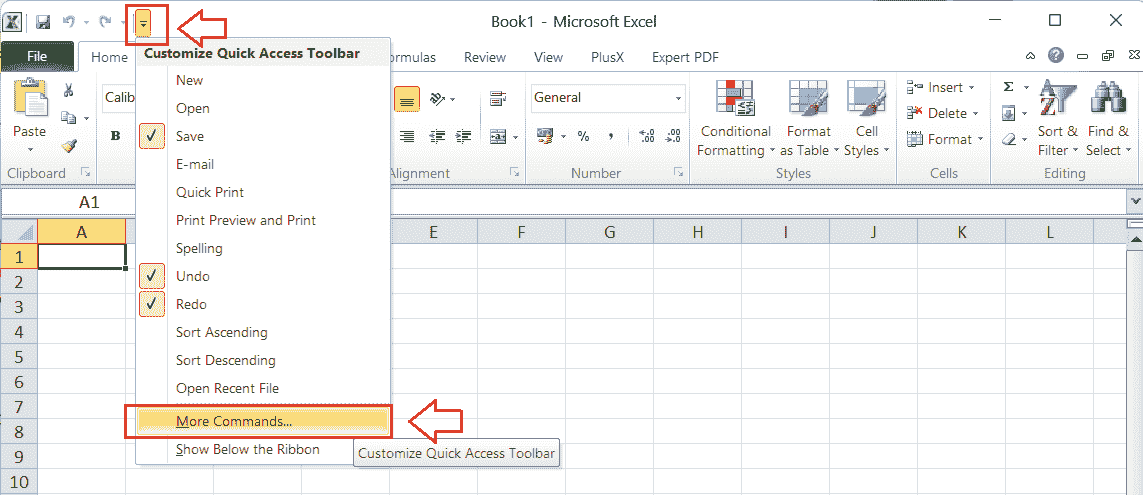 Book1 - Microsoft Excel
File Home ormulas Review View PlusX Expert PDF
Customize Quick Access Toolbar
New
Open
Save
E-mail
Quick Print
Print Preview and Print
Spelling
Undo
Redo
Sort Ascending
Sort Descending
Open Recent File
More Commands...
Show Below the Ribbon
Customize Quick Access Toolbar
Paste
Clipboard
Calib
B
lignment
General
%
,
.00
.00
Number
Conditional
Formatting
Format
as Table
Cell
Styles
Styles
Insert
Delete
Format
Cells
Σ
Sort &
Filter
Find &
Select
Editing
A1
A E F G H I J K L
1
2
3
4
5
6
7
8
9
10